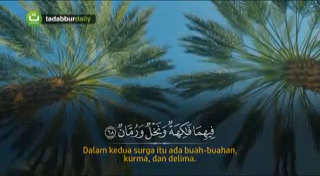 tadabburdaily
فِيهِمَا فَٰكِهَةٌ وَنَخْلٌ وَرُمَّانٌ ۝٦٨
Dalam kedua surga itu ada buah-buahan,
kurma, dan delima.